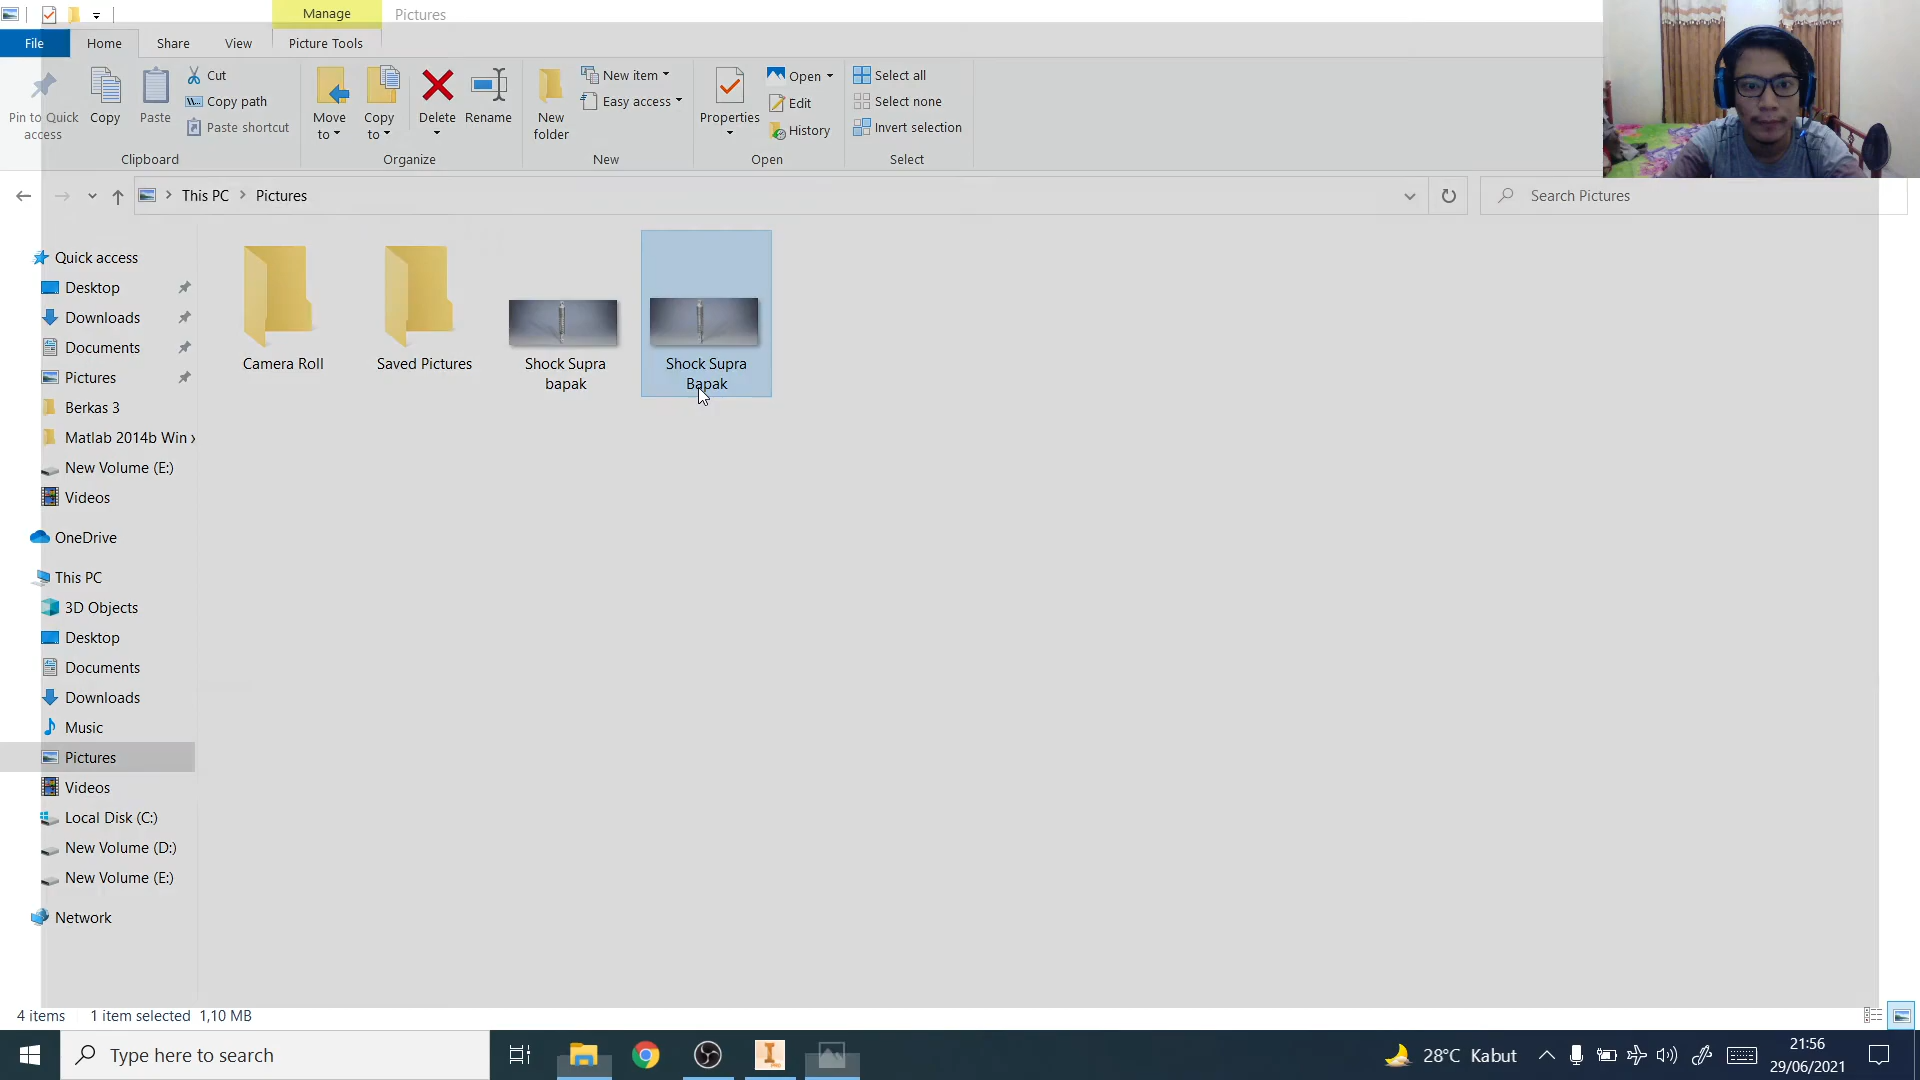 Manage
Pictures
File
Home
Share
View
Picture Tools
Pin to Quick
access
Copy
Paste
Cut
Copy path
Paste shortcut
Clipboard
Move
to
Copy
to
Delete
Rename
Organize
New
folder
New item
Easy access
New
Properties
Open
Edit
History
Open
Select all
Select none
Invert selection
Select
This PC
Pictures
Search Pictures
Quick access
Desktop
Downloads
Documents
Pictures
Berkas 3
Matlab 2014b Win x
New Volume (E:)
Videos
OneDrive
This PC
3D Objects
Desktop
Documents
Downloads
Music
Pictures
Videos
Local Disk (C:)
New Volume (D:)
New Volume (E:)
Network
Camera Roll
Saved Pictures
Shock Supra
bapak
Shock Supra
Bapak
4 items
1 item selected 1,10 MB
Type here to search
28°C Kabut
21:56
29/06/2021